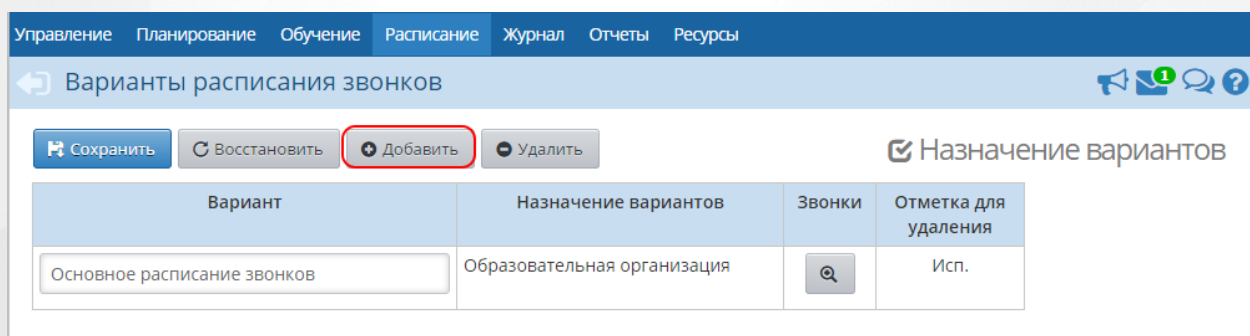 Управление Планирование Обучение Расписание Журнал Отчеты Ресурсы
Варианты расписания звонков
1
?
Сохранить Восстановить Добавить Удалить
Назначение вариантов
Вариант Назначение вариантов Звонки Отметка для
удаления
Основное расписание звонков Образовательная организация Исп.